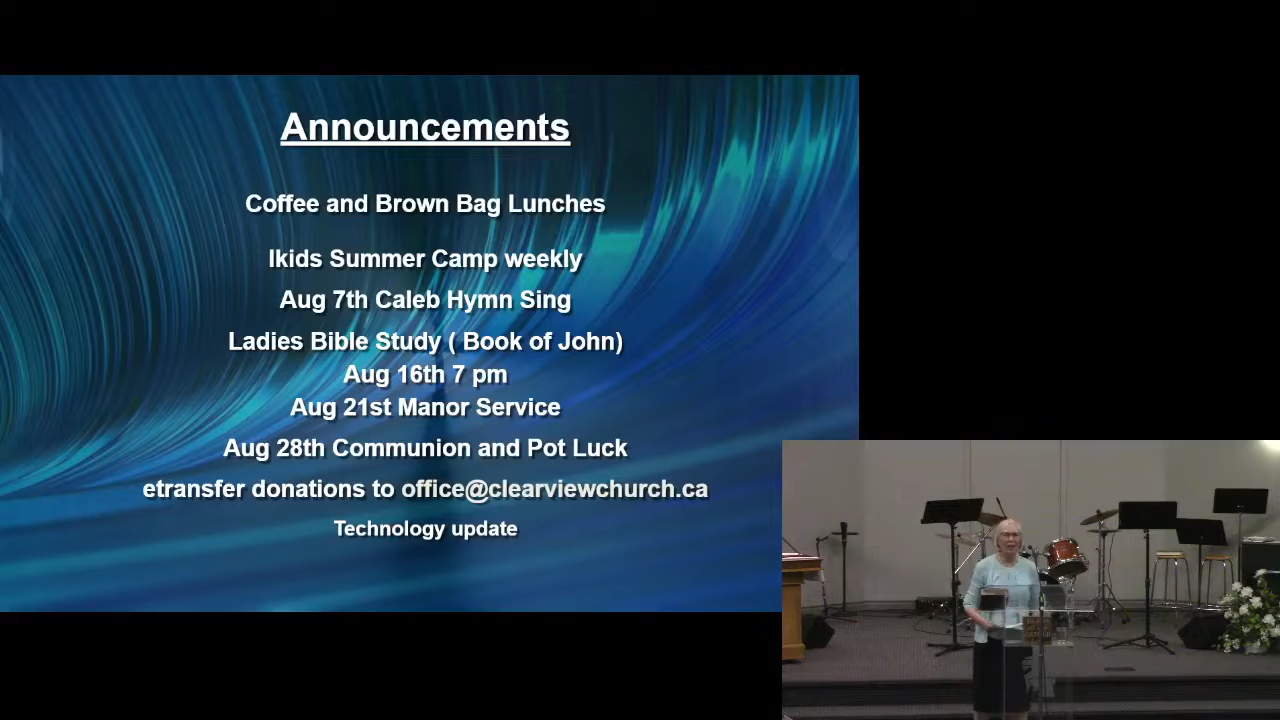 Announcements
Coffee and Brown Bag Lunches
Ikids Summer Camp weekly
Aug 7th Caleb Hymn Sing
Ladies Bible Study ( Book of John)
Aug 16th 7 pm
Aug 21st Manor Service
Aug 28th Communion and Pot Luck
etransfer donations to office@clearviewchurch.ca
Technology update